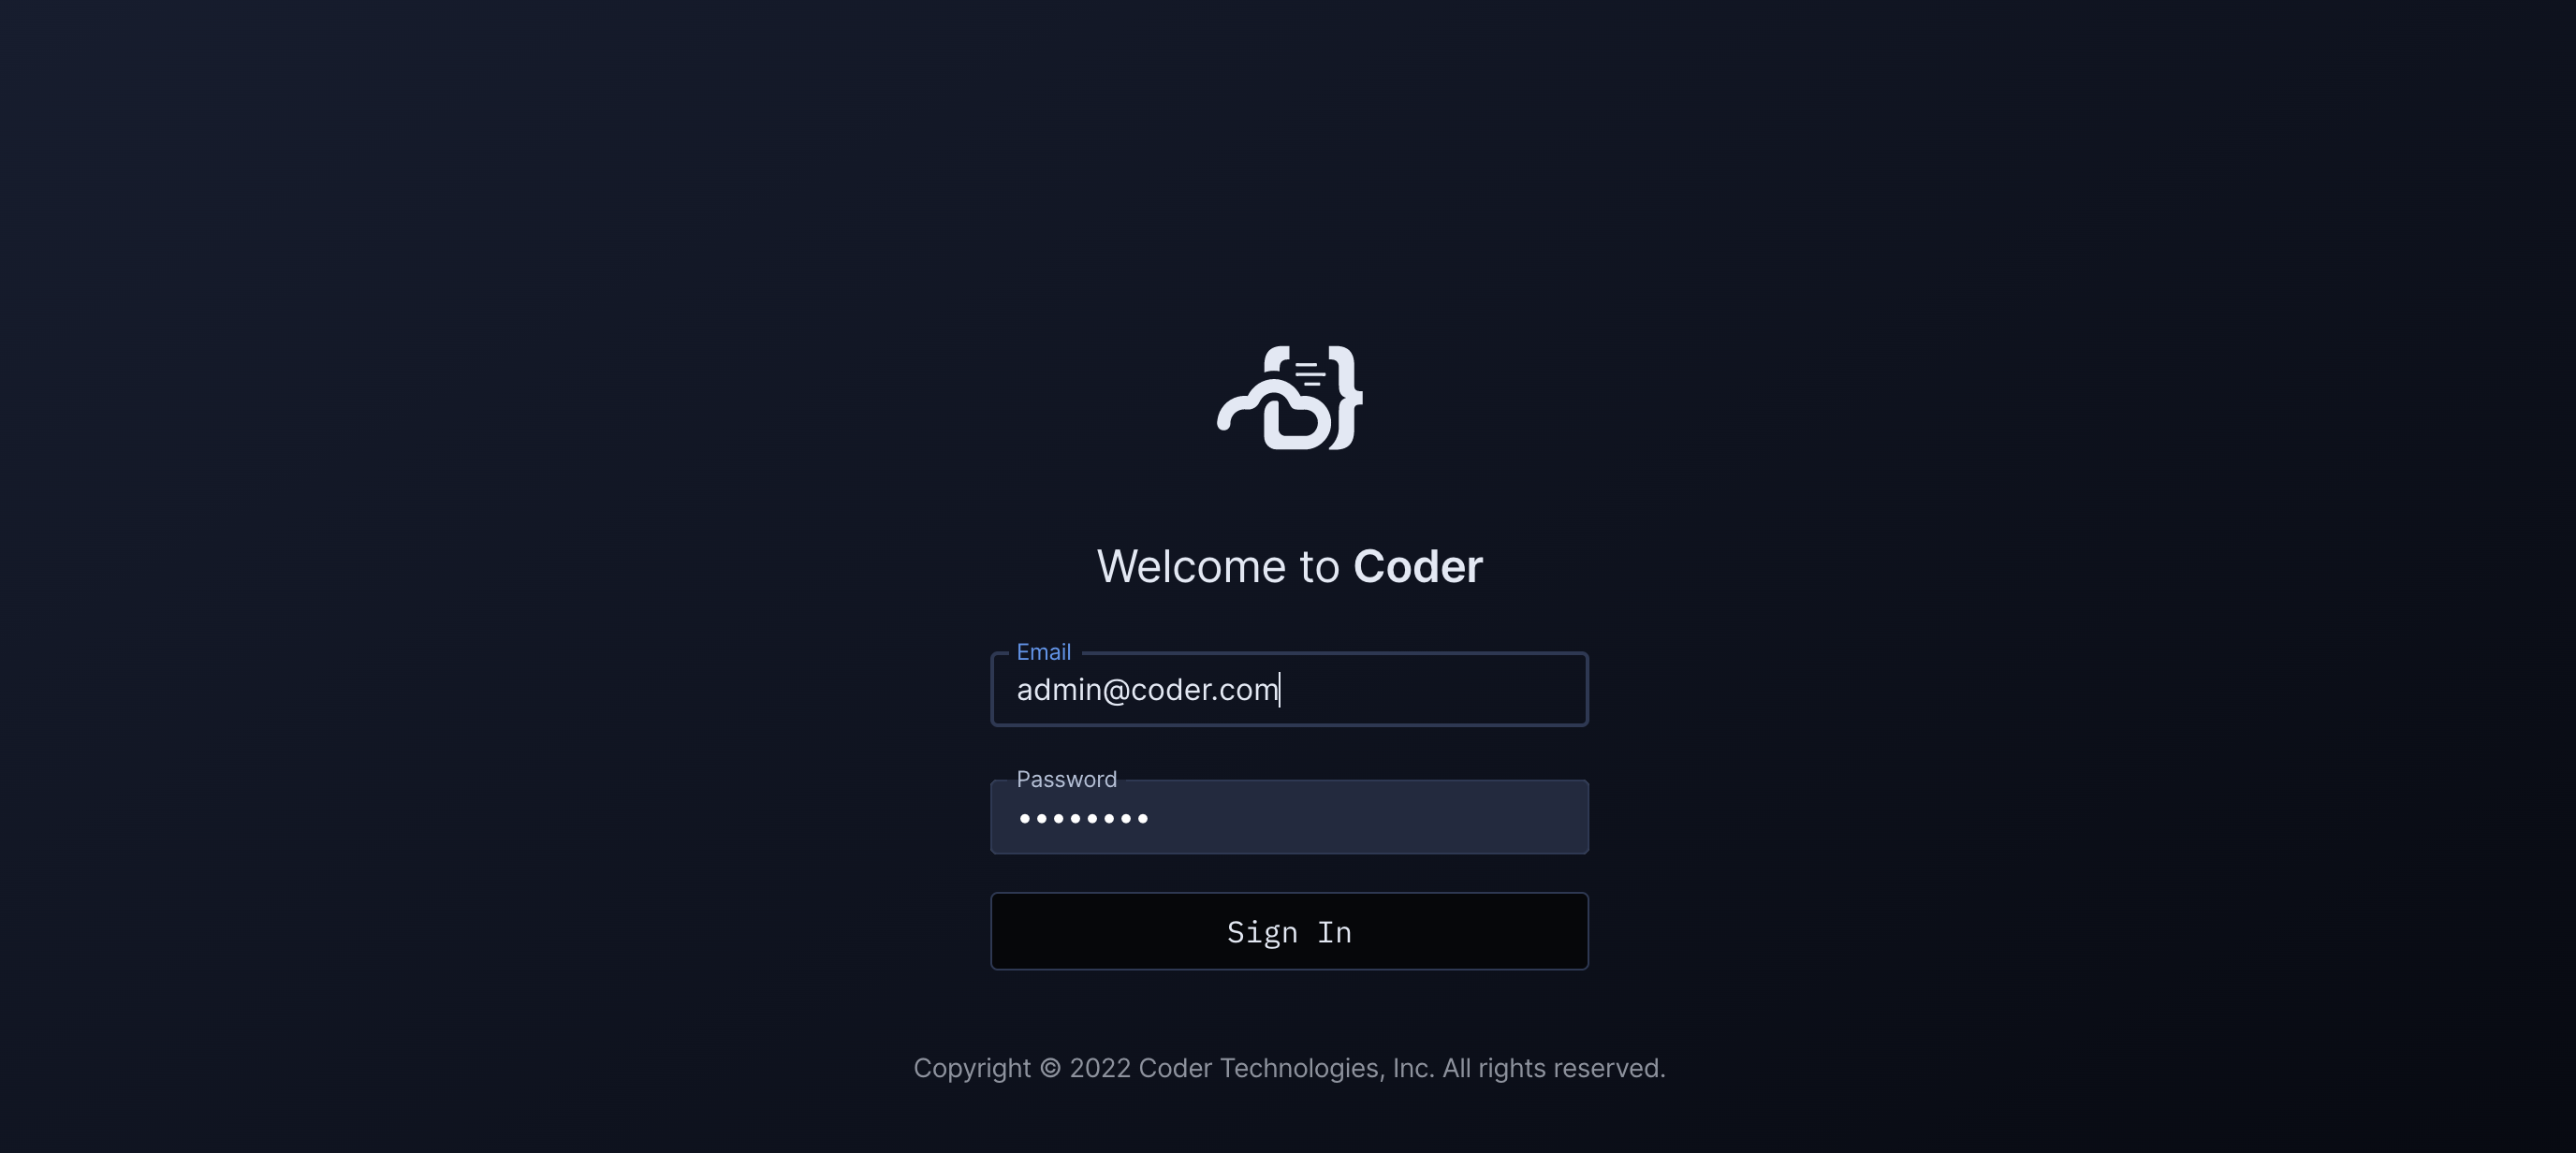 Welcome to Coder
Email
admin@coder.com
Password
••••••••
Sign In
Copyright © 2022 Coder Technologies, Inc. All rights reserved.